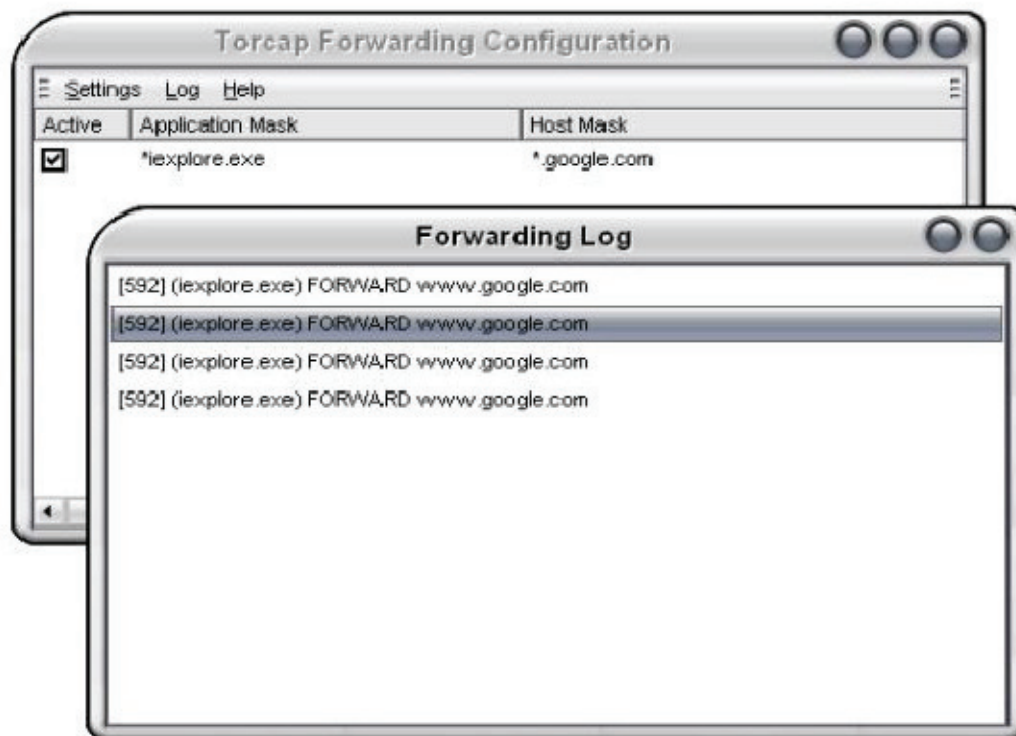 Torcap Forwarding Configuration
Settings Log Help
Active Application Mask Host Mask
*iexplore.exe *.google.com
Forwarding Log
[592] (iexplore.exe) FORWARD www.google.com
[592] (iexplore.exe) FORWARD www.google.com
[592] (iexplore.exe) FORWARD www.google.com
[592] (iexplore.exe) FORWARD www.google.com